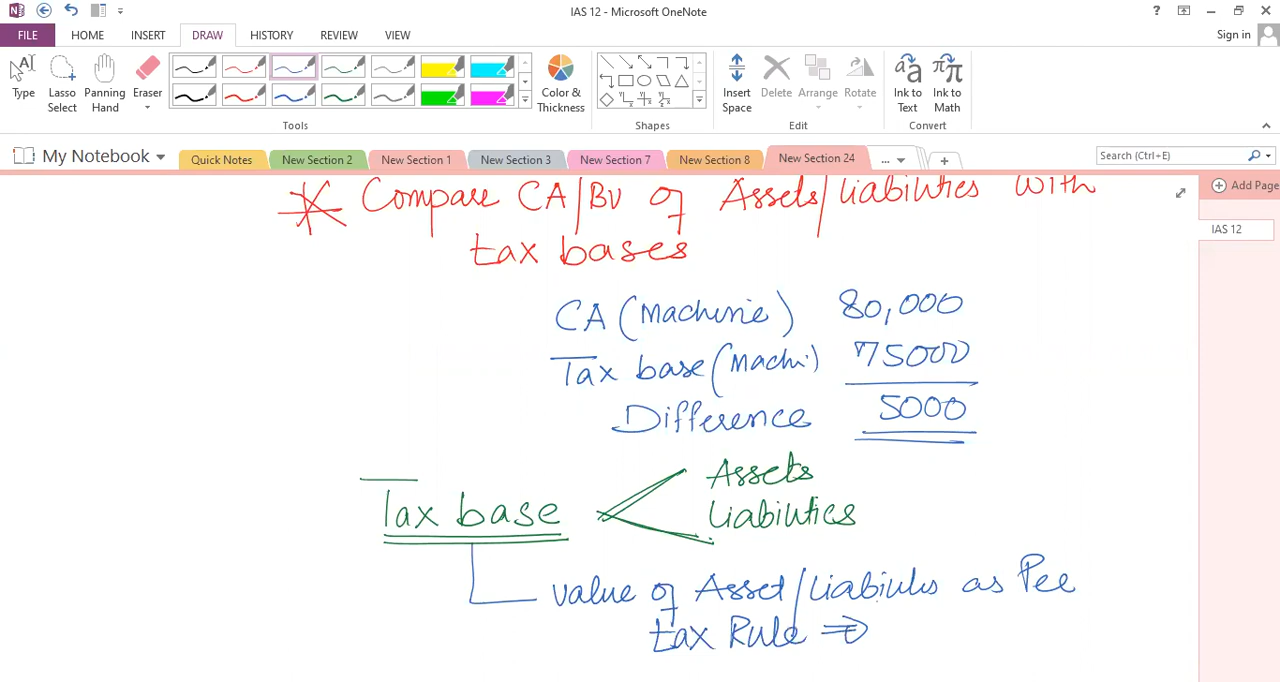 IAS 12 - Microsoft OneNote
FILE HOME INSERT DRAW HISTORY REVIEW VIEW
Sign in
Type
Lasso Select
Panning Hand
Eraser
Color & Thickness
Insert Space
Delete
Arrange
Rotate
Ink to Text
Ink to Math
Tools Shapes Edit Convert
My Notebook Quick Notes New Section 2 New Section 1 New Section 3 New Section 7 New Section 8 New Section 24 ... Search (Ctrl+E)
Add Page
IAS 12
Compare CA/BV of Assets/Liabilities with
tax bases
CA (Machine) 80,000
Tax base (Machi) 75000
Difference 5000
Tax base
Assets
Liabilities
value of Asset/Liabilities as Per
tax Rule ⇒